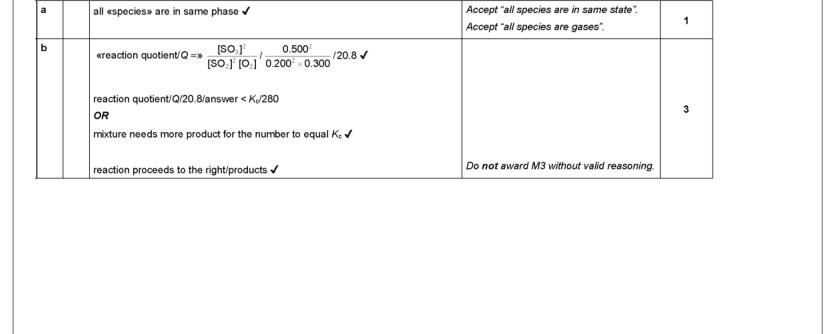 a
all «species» are in same phase ✓
Accept “all species are in same state”.
Accept “all species are gases”.
1
b
«reaction quotient/Q =» [SO₃]² / [SO₂]² [O₂] / 0.500² / 0.200² × 0.300 /20.8 ✓
reaction quotient/Q/20.8/answer < Kc/280
OR
mixture needs more product for the number to equal Kc ✓
3
reaction proceeds to the right/products ✓
Do not award M3 without valid reasoning.